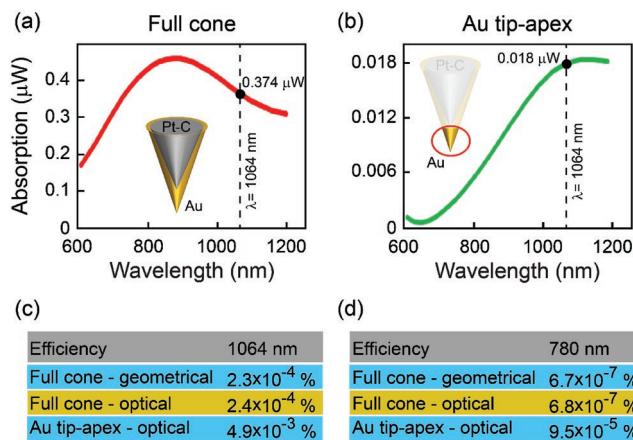 (a) Full cone
Absorption (μW)
0.4
0.3
0.2
0.1
0
0.374 μW
Pt-C
Au
λ= 1064 nm
600 800 1000 1200
Wavelength (nm)
(b) Au tip-apex
0.018
0.012
0.006
0
0.018 μW
Pt-C
Au
λ= 1064 nm
600 800 1000 1200
Wavelength (nm)
(c)
Efficiency 1064 nm
Full cone - geometrical 2.3x10⁻⁴ %
Full cone - optical 2.4x10⁻⁴ %
Au tip-apex - optical 4.9x10⁻³ %
(d)
Efficiency 780 nm
Full cone - geometrical 6.7x10⁻⁷ %
Full cone - optical 6.8x10⁻⁷ %
Au tip-apex - optical 9.5x10⁻⁵ %